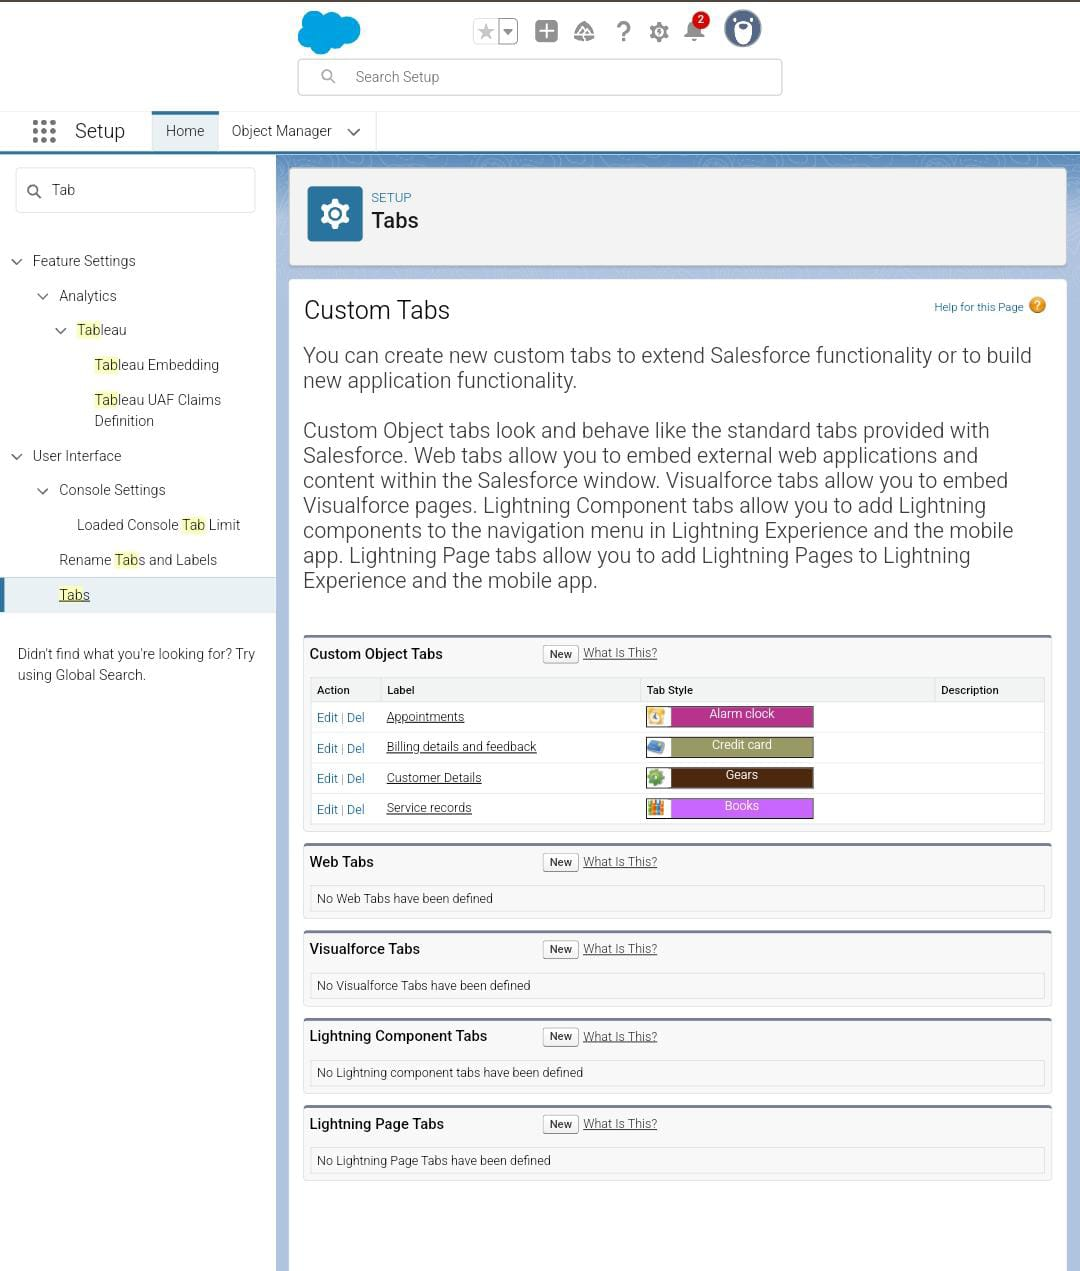 2
Search Setup
Setup
Home
Object Manager
Tab
Feature Settings
Analytics
Tableau
Tableau Embedding
Tableau UAF Claims
Definition
User Interface
Console Settings
Loaded Console Tab Limit
Rename Tabs and Labels
Tabs
Didn't find what you're looking for? Try
using Global Search.
SETUP
Tabs
Custom Tabs
Help for this Page ?
You can create new custom tabs to extend Salesforce functionality or to build
new application functionality.
Custom Object tabs look and behave like the standard tabs provided with
Salesforce. Web tabs allow you to embed external web applications and
content within the Salesforce window. Visualforce tabs allow you to embed
Visualforce pages. Lightning Component tabs allow you to add Lightning
components to the navigation menu in Lightning Experience and the mobile
app. Lightning Page tabs allow you to add Lightning Pages to Lightning
Experience and the mobile app.
Custom Object Tabs New What Is This?
Action Label Tab Style Description
Edit | Del Appointments Alarm clock
Edit | Del Billing details and feedback Credit card
Edit | Del Customer Details Gears
Edit | Del Service records Books
Web Tabs New What Is This?
No Web Tabs have been defined
Visualforce Tabs New What Is This?
No Visualforce Tabs have been defined
Lightning Component Tabs New What Is This?
No Lightning component tabs have been defined
Lightning Page Tabs New What Is This?
No Lightning Page Tabs have been defined